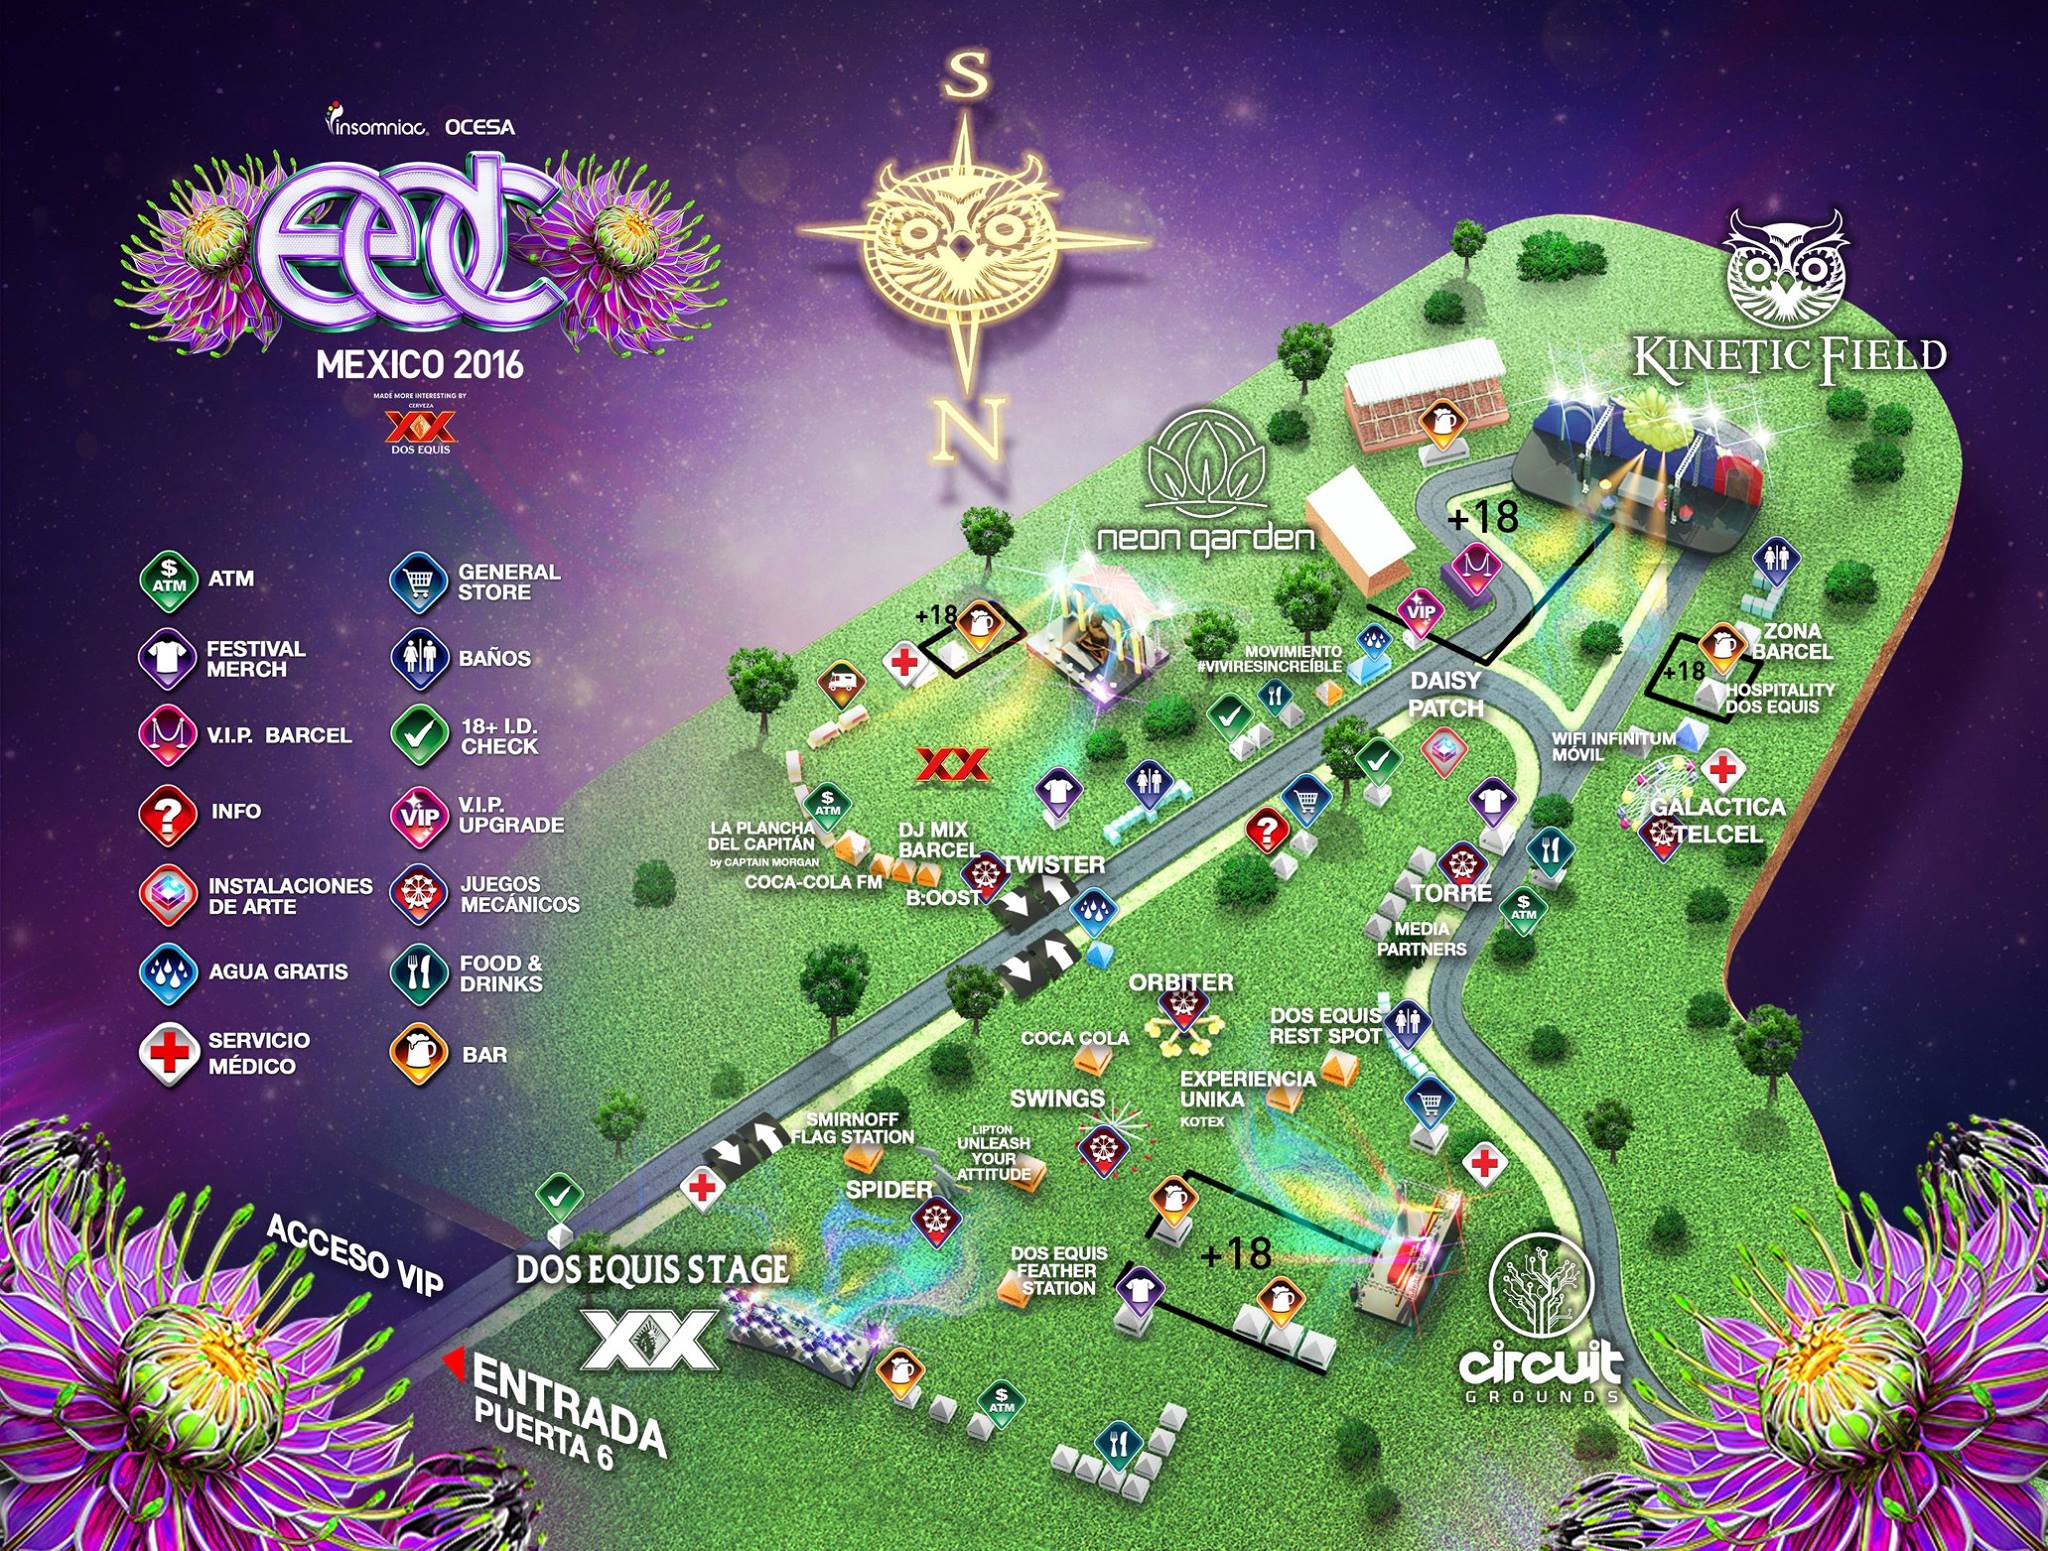 insomniac OCESA
edc
MEXICO 2016
MADE MORE INTERESTING BY
CERVEZA
XX
DOS EQUIS
S
N
$
ATM
ATM
GENERAL
STORE
FESTIVAL
MERCH
BAÑOS
V.I.P. BARCEL
18+ I.D.
CHECK
?
INFO
VIP
V.I.P.
UPGRADE
INSTALACIONES
DE ARTE
JUEGOS
MECÁNICOS
AGUA GRATIS
FOOD &
DRINKS
SERVICIO
MÉDICO
BAR
KINETIC FIELD
neon garden
+18
VIP
+18
ZONA
BARCEL
+18
HOSPITALITY
DOS EQUIS
MOVIMIENTO
#VIVIRESINCREÍBLE
DAISY
PATCH
WIFI INFINITUM
MÓVIL
XX
GALACTICA
TELCEL
$
ATM
LA PLANCHA
DEL CAPITÁN
by CAPTAIN MORGAN
DJ MIX
BARCEL
COCA-COLA FM
B:OOST
TWISTER
?
TORRE
$
ATM
MEDIA
PARTNERS
ORBITER
COCA COLA
DOS EQUIS
REST SPOT
SWINGS
EXPERIENCIA
UNIKA
KOTEX
SMIRNOFF
FLAG STATION
LIPTON
UNLEASH
YOUR
ATTITUDE
SPIDER
+18
DOS EQUIS
FEATHER
STATION
ACCESO VIP
DOS EQUIS STAGE
XX
circuit
GROUNDS
ENTRADA
PUERTA 6
$
ATM